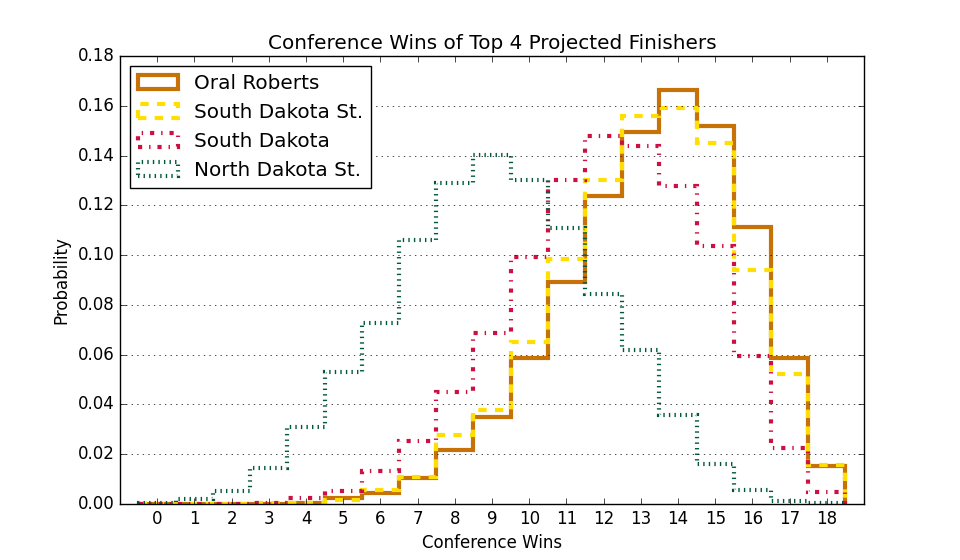 Conference Wins of Top 4 Projected Finishers
0.18
0.16
0.14
0.12
0.10
0.08
0.06
0.04
0.02
0.00
Probability
Oral Roberts
South Dakota St.
South Dakota
North Dakota St.
0 1 2 3 4 5 6 7 8 9 10 11 12 13 14 15 16 17 18
Conference Wins